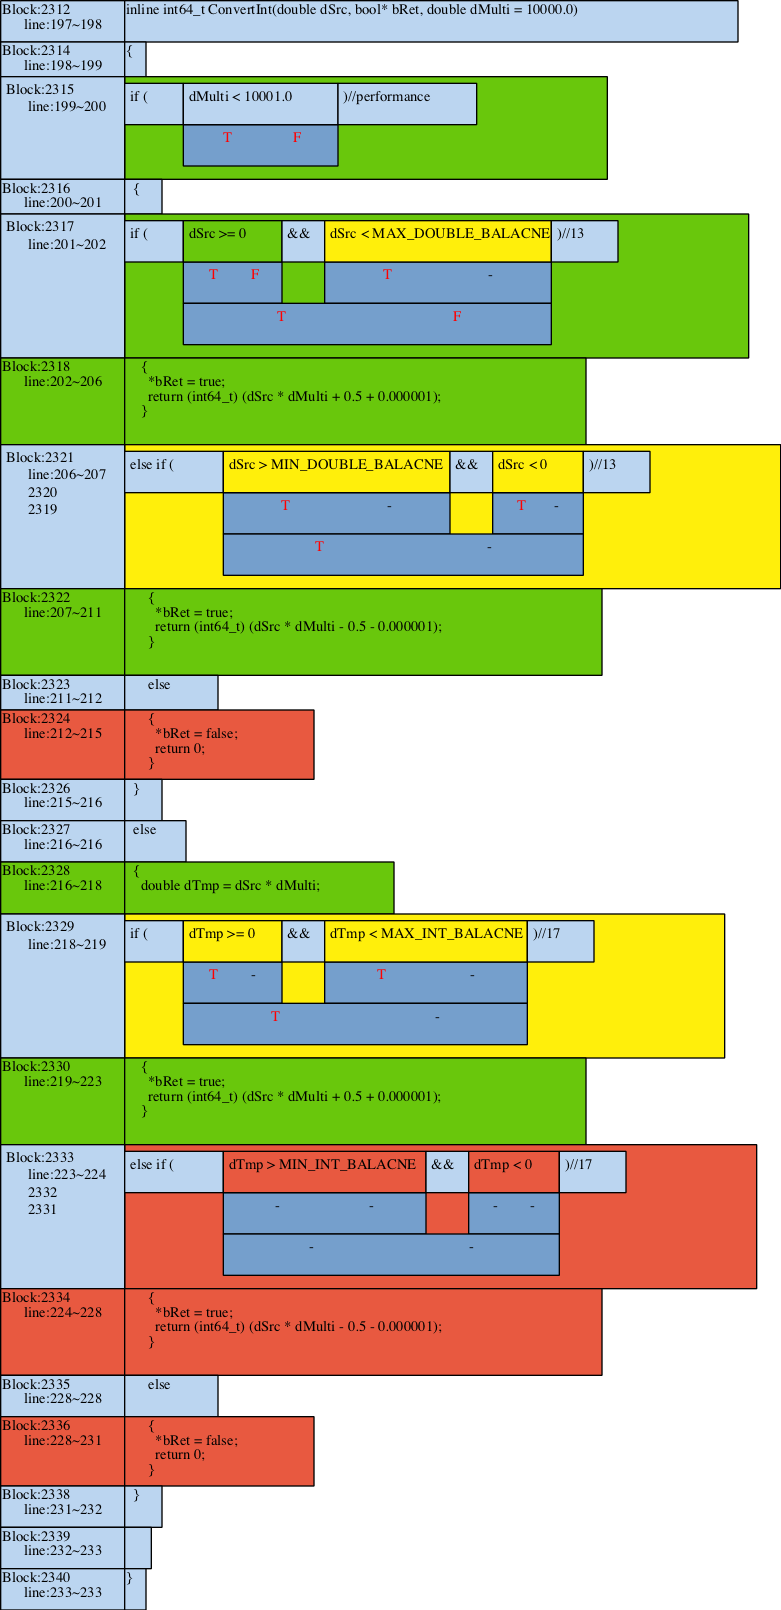 Block:2312 inline int64_t ConvertInt(double dSrc, bool* bRet, double dMulti = 10000.0)
line:197~198
Block:2314 {
line:198~199
Block:2315 if ( dMulti < 10001.0 )//performance
line:199~200
T F
Block:2316 {
line:200~201
Block:2317 if ( dSrc >= 0 && dSrc < MAX_DOUBLE_BALACNE )//13
line:201~202
T F T -
T F
Block:2318 {
line:202~206 *bRet = true;
return (int64_t) (dSrc * dMulti + 0.5 + 0.000001);
}
Block:2321 else if ( dSrc > MIN_DOUBLE_BALACNE && dSrc < 0 )//13
line:206~207
2320
2319
T - T -
T -
Block:2322 {
line:207~211 *bRet = true;
return (int64_t) (dSrc * dMulti - 0.5 - 0.000001);
}
Block:2323 else
line:211~212
Block:2324 {
line:212~215 *bRet = false;
return 0;
}
Block:2326 }
line:215~216
Block:2327 else
line:216~216
Block:2328 {
line:216~218 double dTmp = dSrc * dMulti;
Block:2329 if ( dTmp >= 0 && dTmp < MAX_INT_BALACNE )//17
line:218~219
T - T -
T -
Block:2330 {
line:219~223 *bRet = true;
return (int64_t) (dSrc * dMulti + 0.5 + 0.000001);
}
Block:2333 else if ( dTmp > MIN_INT_BALACNE && dTmp < 0 )//17
line:223~224
2332
2331
- - - -
- -
Block:2334 {
line:224~228 *bRet = true;
return (int64_t) (dSrc * dMulti - 0.5 - 0.000001);
}
Block:2335 else
line:228~228
Block:2336 {
line:228~231 *bRet = false;
return 0;
}
Block:2338 }
line:231~232
Block:2339
line:232~233
Block:2340 }
line:233~233